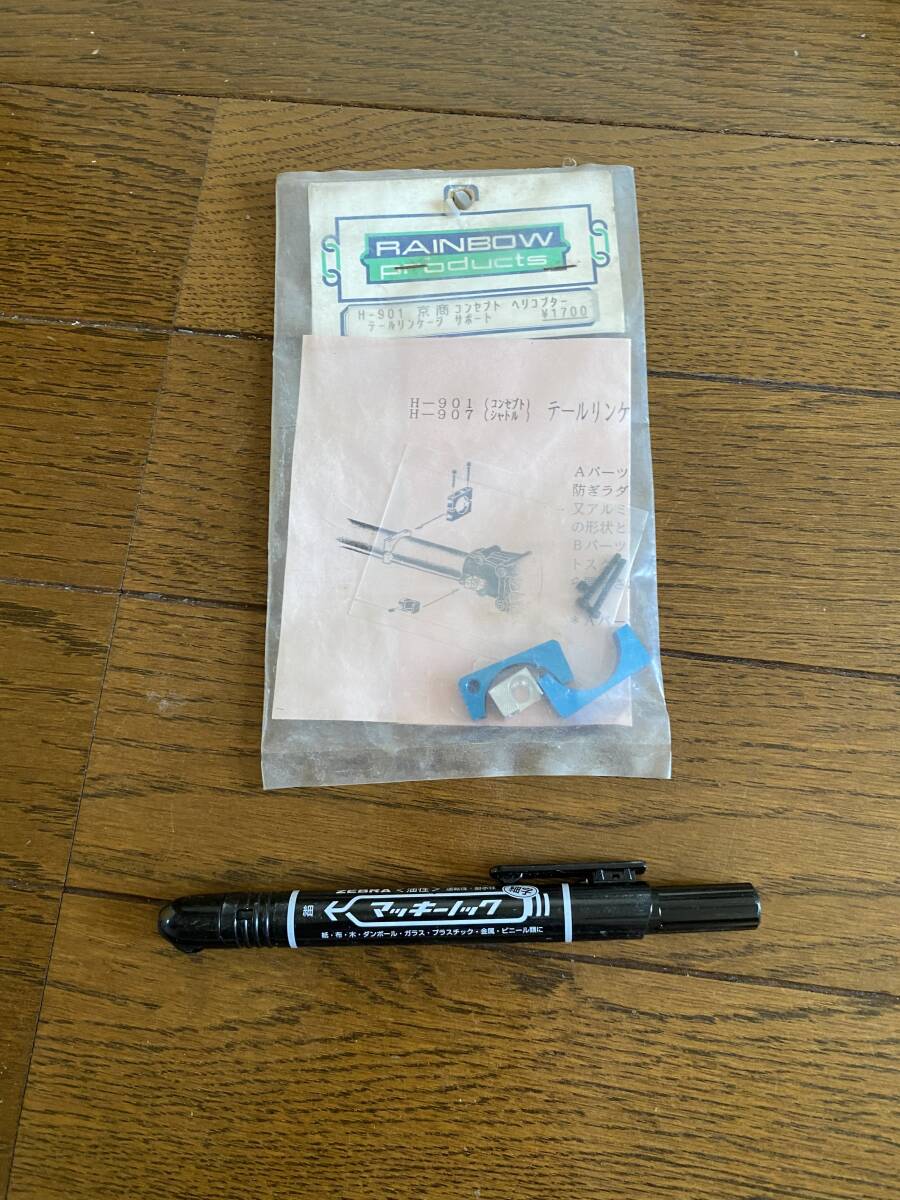 RAINBOW
products
H-901 京商コンセプト ヘリコプター
テールリンケージ サポート ¥1700
H-901 (コンセプト)
H-907 (シャトル) テールリンケ
Aパーツ
防ぎラダ
又アルミ
の形状と
Bパーツ
トス
ZEBRA <油性>
細字
マッキーノック
紙・布・木・ダンボール・ガラス・プラスチック・金属・ビニール類に